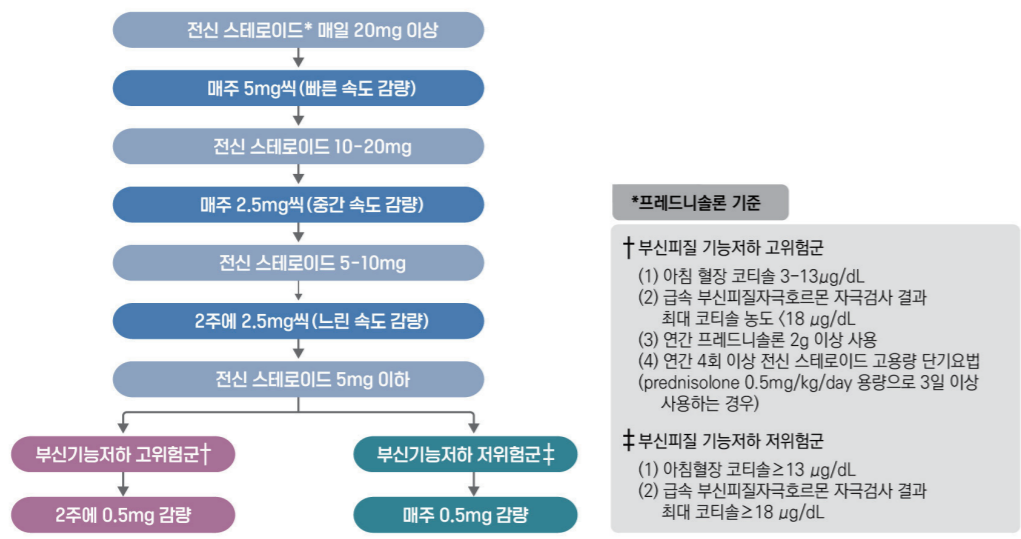 전신 스테로이드* 매일 20mg 이상
매주 5mg씩(빠른 속도 감량)
전신 스테로이드 10-20mg
매주 2.5mg씩(중간 속도 감량)
전신 스테로이드 5-10mg
2주에 2.5mg씩(느린 속도 감량)
전신 스테로이드 5mg 이하
부신기능저하 고위험군†
부신기능저하 저위험군‡
2주에 0.5mg 감량
매주 0.5mg 감량
*프레드니솔론 기준
† 부신피질 기능저하 고위험군
(1) 아침 혈장 코티솔 3-13μg/dL
(2) 급속 부신피질자극호르몬 자극검사 결과
최대 코티솔 농도 <18 μg/dL
(3) 연간 프레드니솔론 2g 이상 사용
(4) 연간 4회 이상 전신 스테로이드 고용량 단기요법
(prednisolone 0.5mg/kg/day 용량으로 3일 이상
사용하는 경우)
‡ 부신피질 기능저하 저위험군
(1) 아침혈장 코티솔≥13 μg/dL
(2) 급속 부신피질자극호르몬 자극검사 결과
최대 코티솔≥18 μg/dL